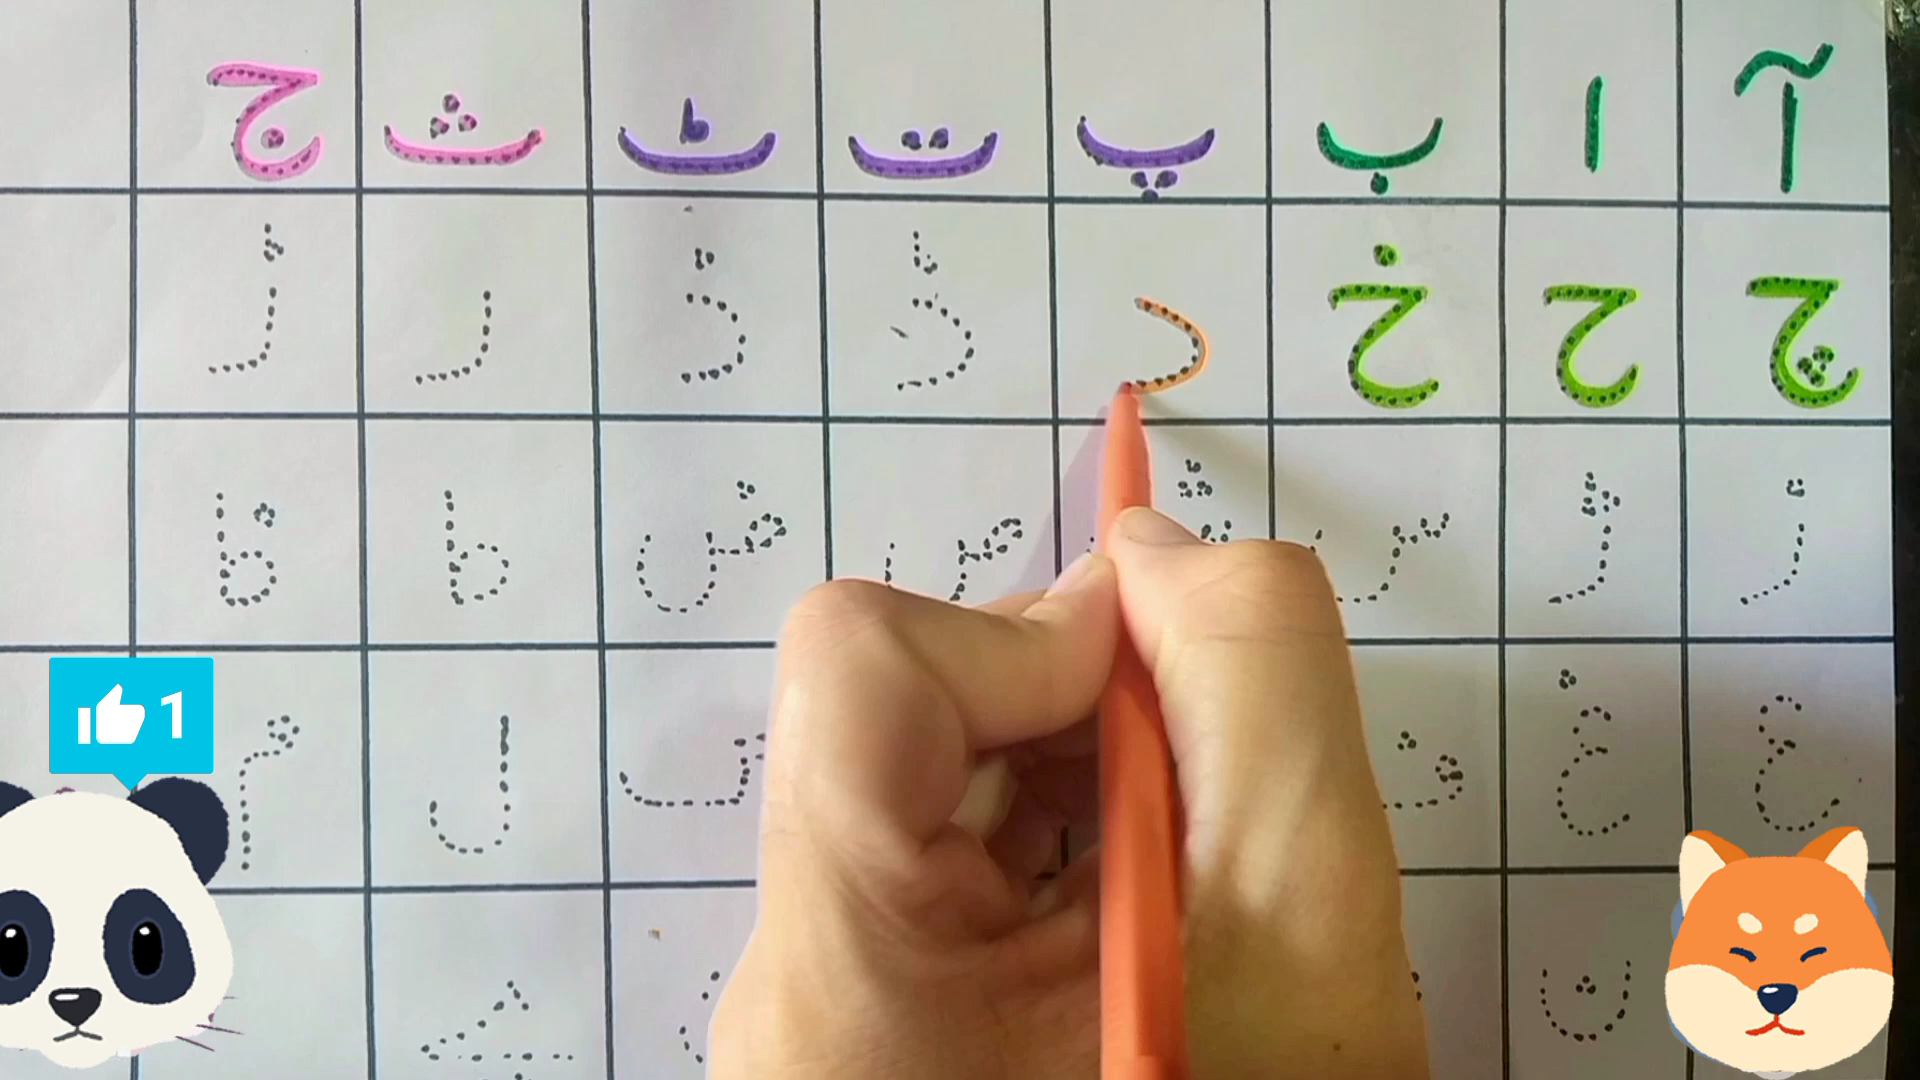 آ ا ب پ ت ٹ ث ج
چ ح خ د ڈ ذ ر ڑ
ز ژ س ش ص ض ط ظ
ع غ ف ک ل م
ن
1